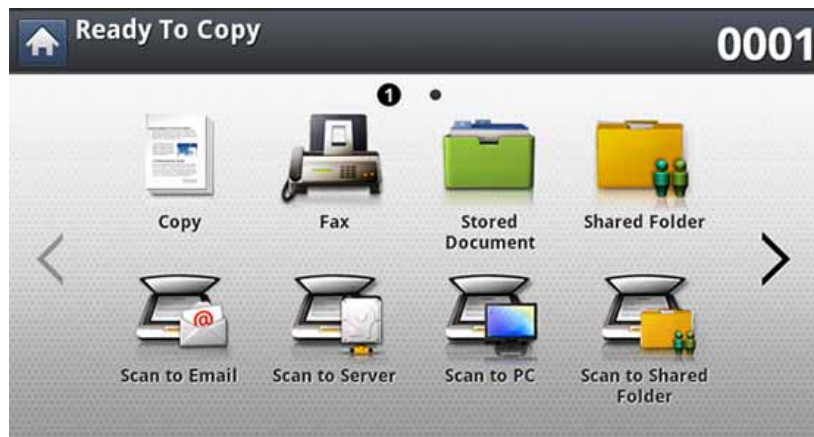 Ready To Copy
0001
1
Copy
Fax
Stored
Document
Shared Folder
@
Scan to Email
Scan to Server
Scan to PC
Scan to Shared
Folder